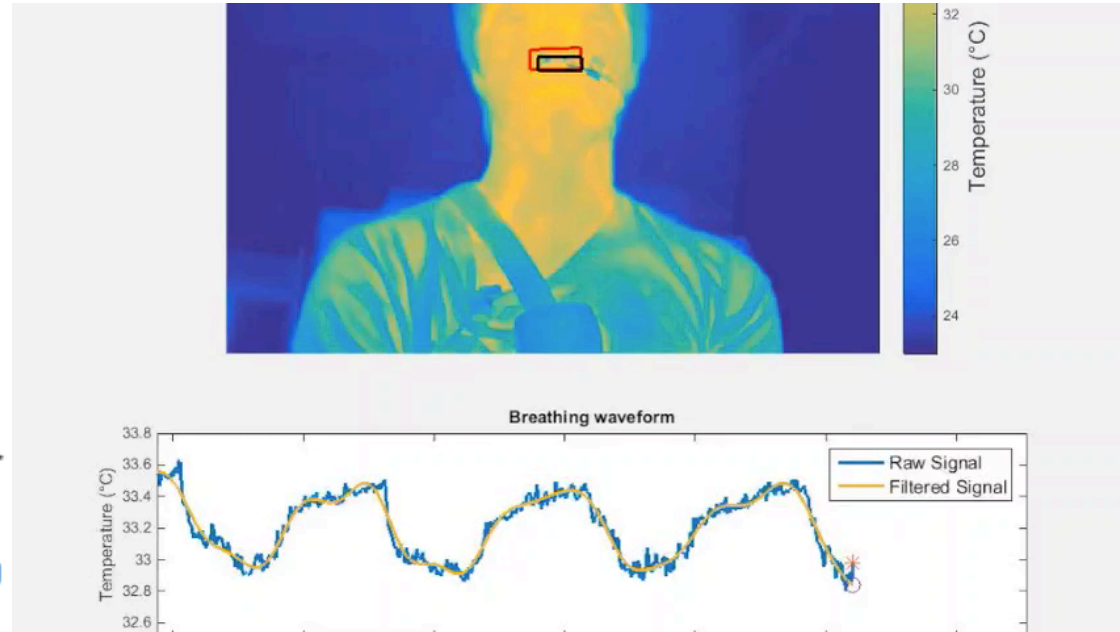 32
30
28
26
24
Temperature (°C)
Breathing waveform
33.8
33.6
33.4
33.2
33
32.8
32.6
Temperature (°C)
Raw Signal
Filtered Signal